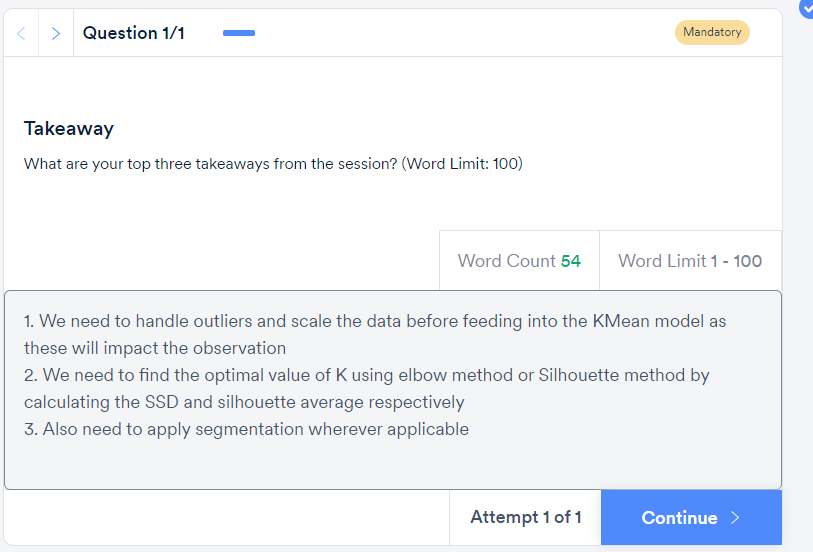 Question 1/1
Mandatory
Takeaway
What are your top three takeaways from the session? (Word Limit: 100)
Word Count 54
Word Limit 1 - 100
1. We need to handle outliers and scale the data before feeding into the KMean model as
these will impact the observation
2. We need to find the optimal value of K using elbow method or Silhouette method by
calculating the SSD and silhouette average respectively
3. Also need to apply segmentation wherever applicable
Attempt 1 of 1
Continue